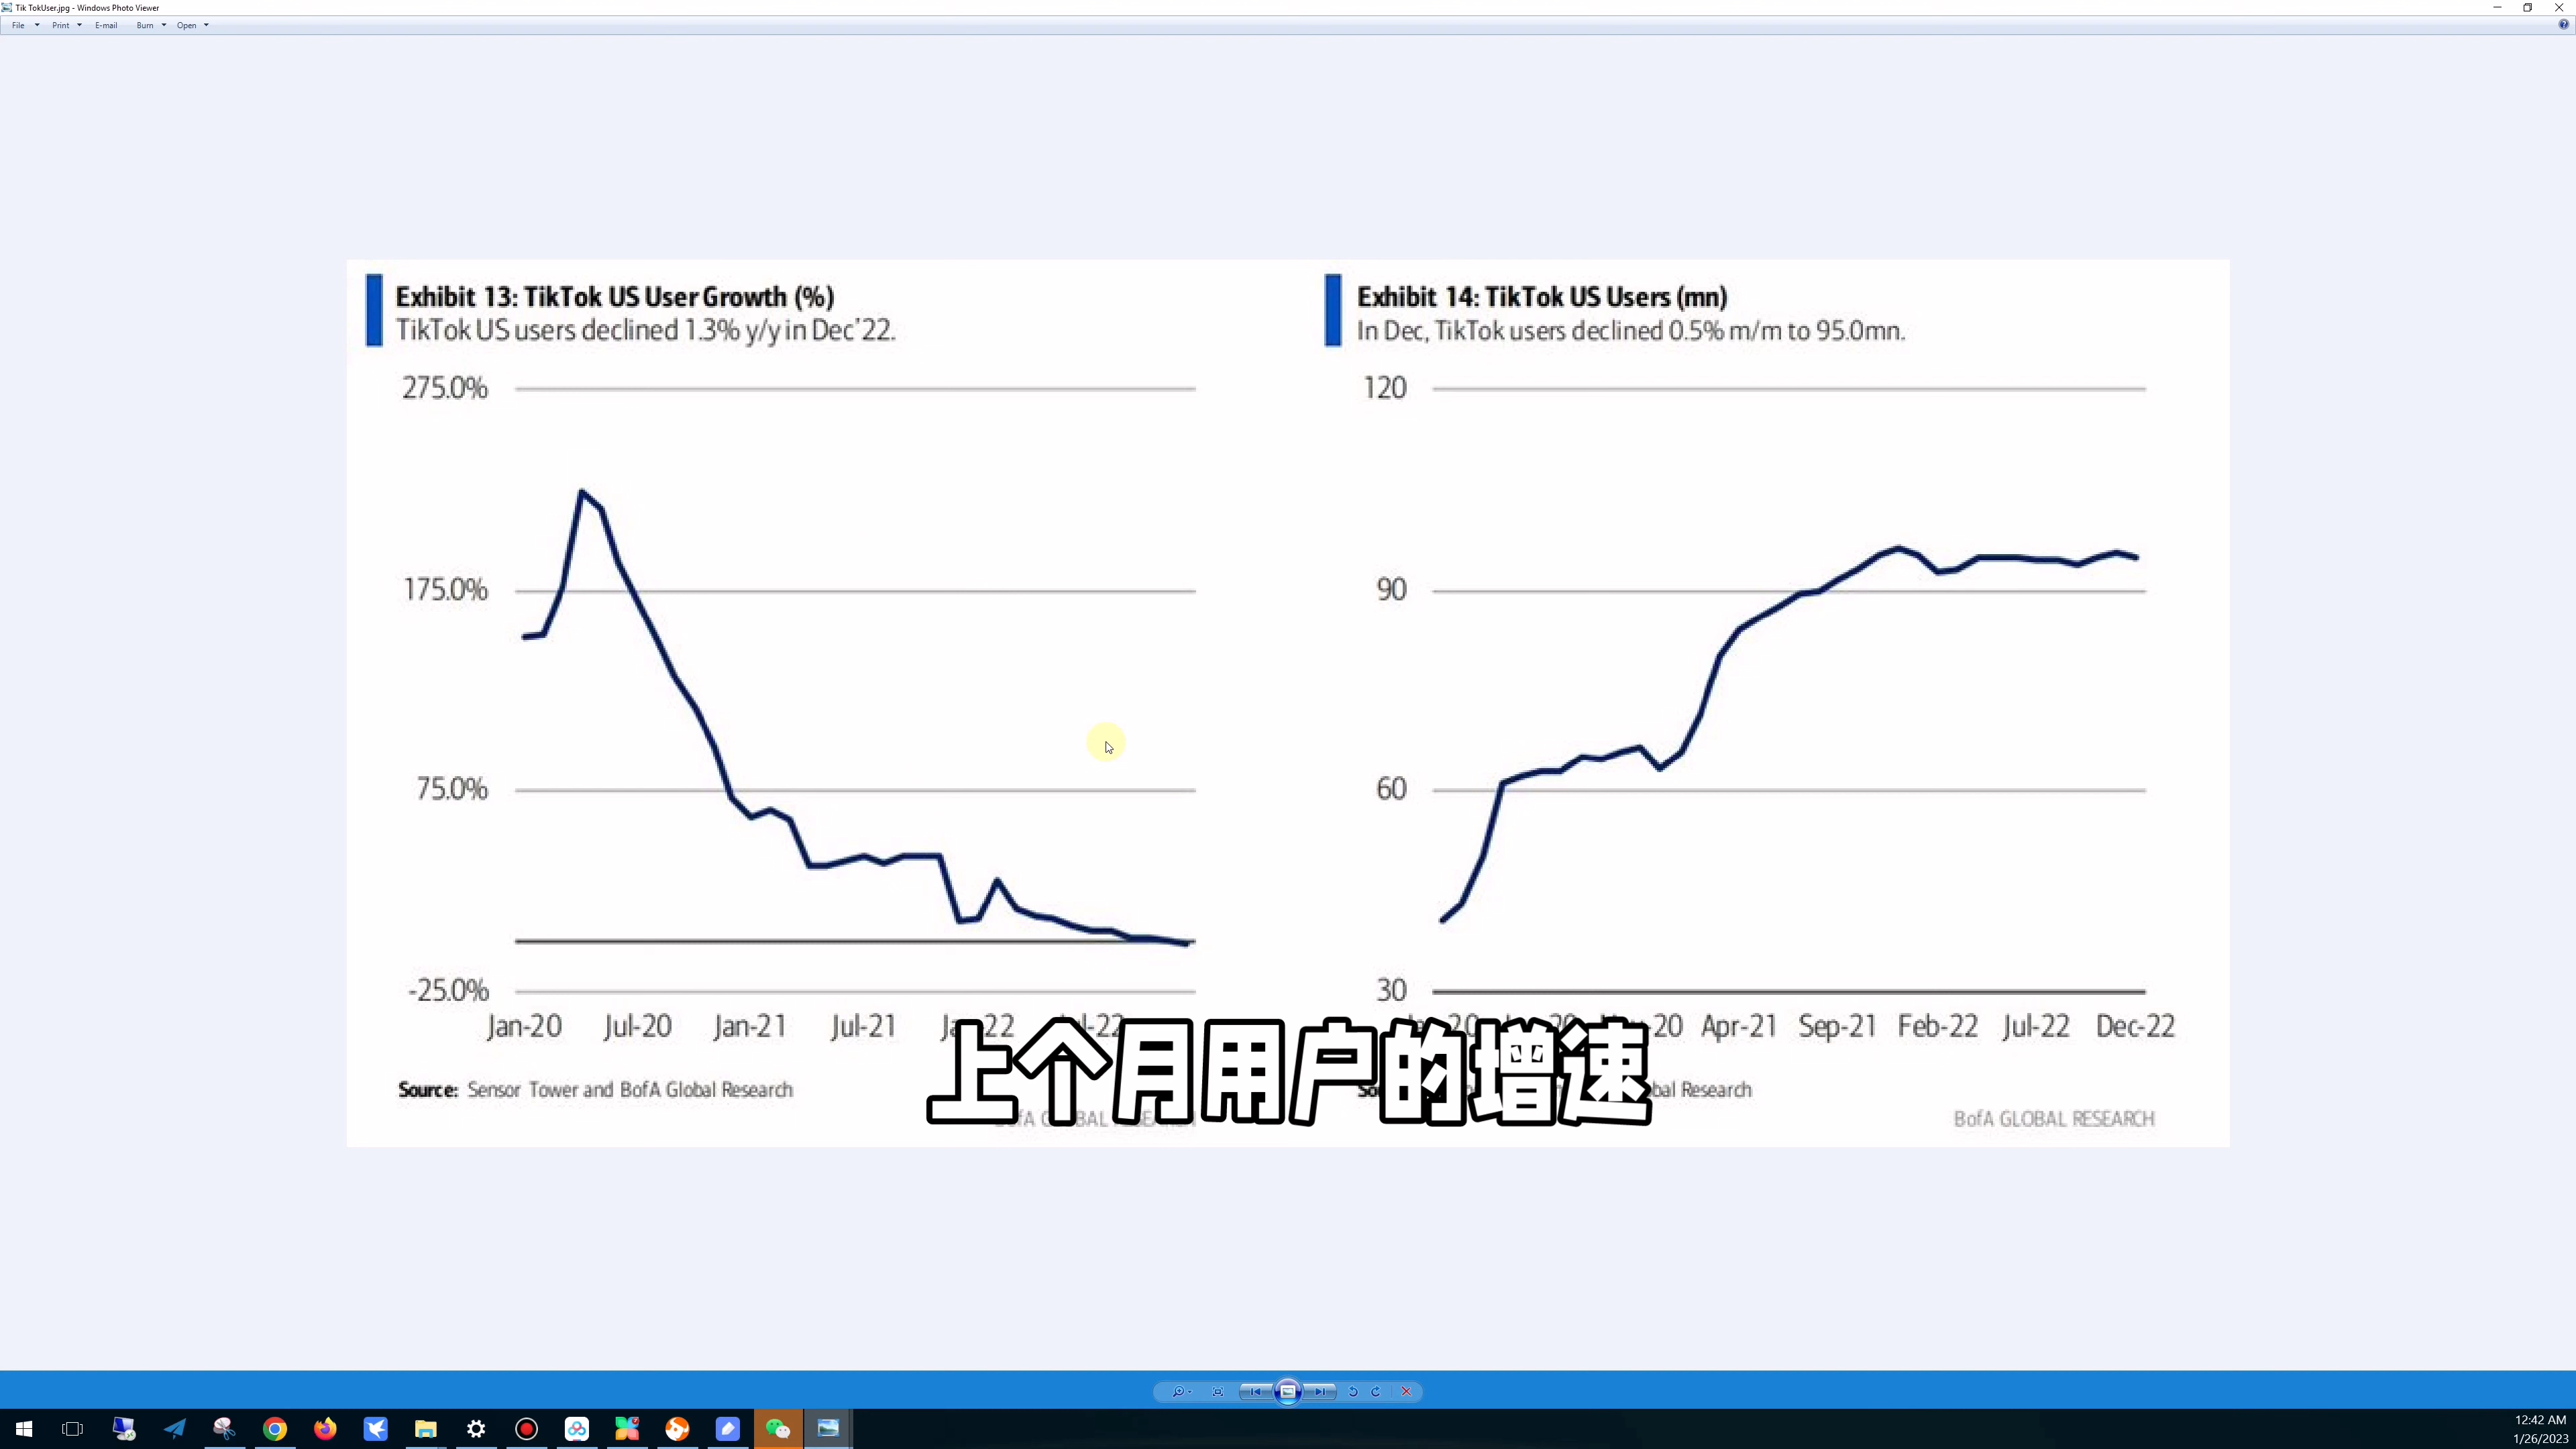 Tik TokUser.jpg - Windows Photo Viewer
File Print E-mail Burn Open
Exhibit 13: TikTok US User Growth (%)
TikTok US users declined 1.3% y/y in Dec'22.
275.0%
175.0%
75.0%
-25.0%
Jan-20 Jul-20 Jan-21 Jul-21
Source: Sensor Tower and BofA Global Research
Exhibit 14: TikTok US Users (mn)
In Dec, TikTok users declined 0.5% m/m to 95.0mn.
120
90
60
30
Apr-21 Sep-21 Feb-22 Jul-22 Dec-22
Research
BofA GLOBAL RESEARCH
上个月用户的增速
12:42 AM
1/26/2023